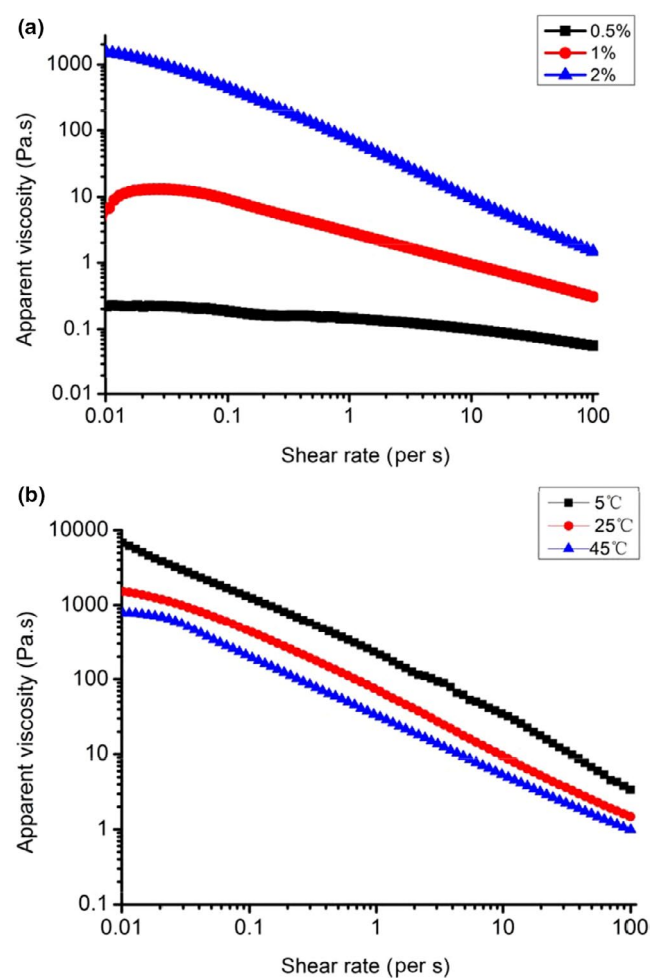 (a)
0.5%
1%
2%
1000
100
10
1
0.1
0.01
Apparent viscosity (Pa.s)
0.01 0.1 1 10 100
Shear rate (per s)
(b)
5℃
25℃
45℃
10000
1000
100
10
1
0.1
Apparent viscosity (Pa.s)
0.01 0.1 1 10 100
Shear rate (per s)